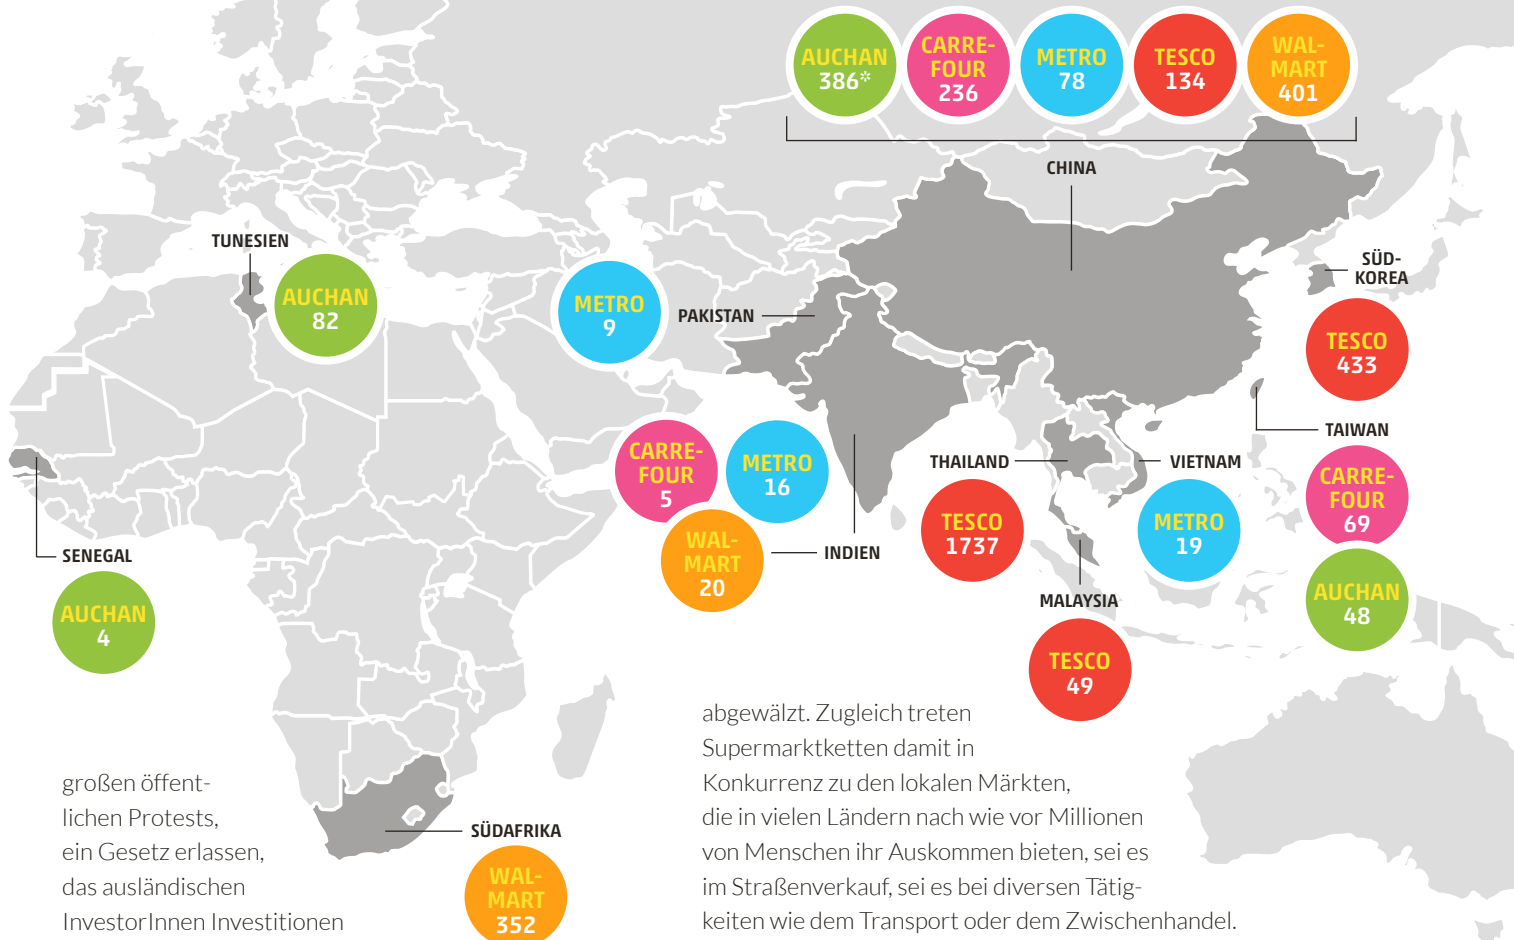 AUCHAN
386*
CARRE-
FOUR
236
METRO
78
TESCO
134
WAL-
MART
401
CHINA
TUNESIEN
AUCHAN
82
METRO
9
PAKISTAN
SÜD-
KOREA
TESCO
433
TAIWAN
CARRE-
FOUR
69
AUCHAN
48
CARRE-
FOUR
5
METRO
16
WAL-
MART
20
INDIEN
THAILAND
TESCO
1737
VIETNAM
METRO
19
MALAYSIA
TESCO
49
SENEGAL
AUCHAN
4
SÜDAFRIKA
WAL-
MART
352
großen öffent-
lichen Protests,
ein Gesetz erlassen,
das ausländischen
InvestorInnen Investitionen
abgewälzt. Zugleich treten
Supermarktketten damit in
Konkurrenz zu den lokalen Märkten,
die in vielen Ländern nach wie vor Millionen
von Menschen ihr Auskommen bieten, sei es
im Straßenverkauf, sei es bei diversen Tätig-
keiten wie dem Transport oder dem Zwischenhandel.